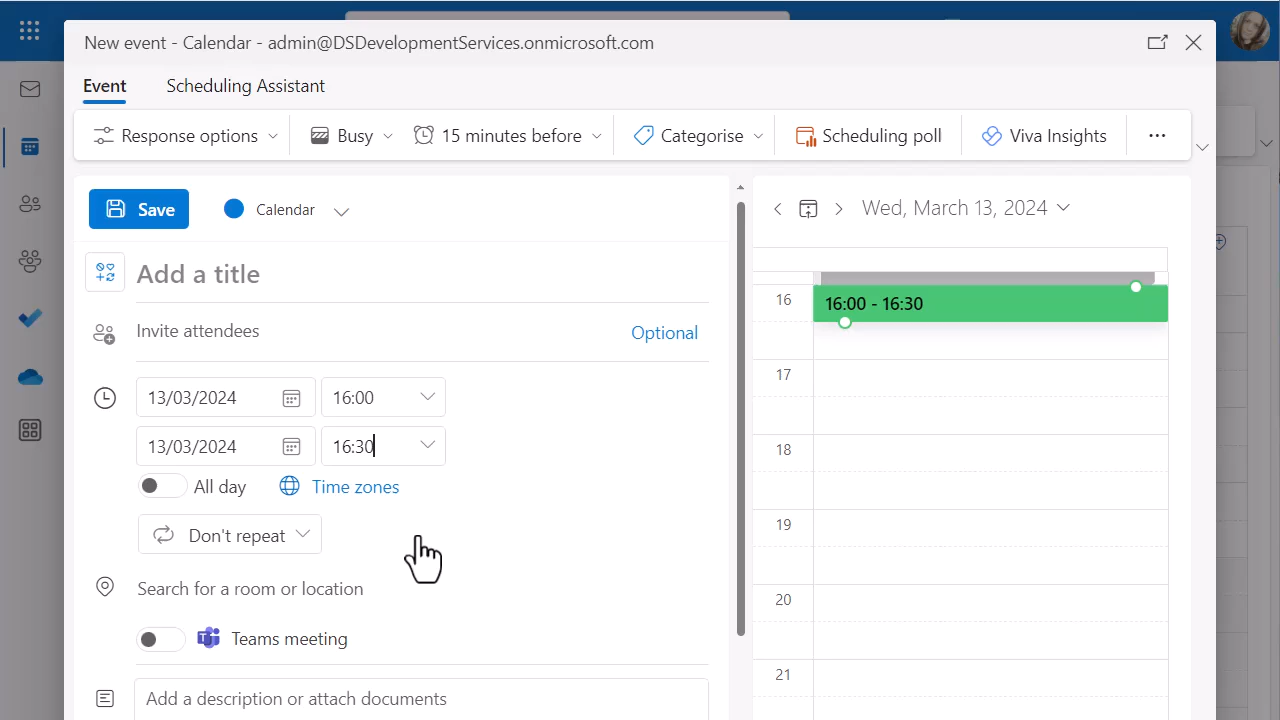 New event - Calendar - admin@DSDevelopmentServices.onmicrosoft.com
Event Scheduling Assistant
Response options Busy 15 minutes before Categorise Scheduling poll Viva Insights ...
Save Calendar
Wed, March 13, 2024
Add a title
Invite attendees Optional
13/03/2024 16:00
13/03/2024 16:30
All day Time zones
Don't repeat
Search for a room or location
Teams meeting
Add a description or attach documents
16 16:00 - 16:30
17
18
19
20
21